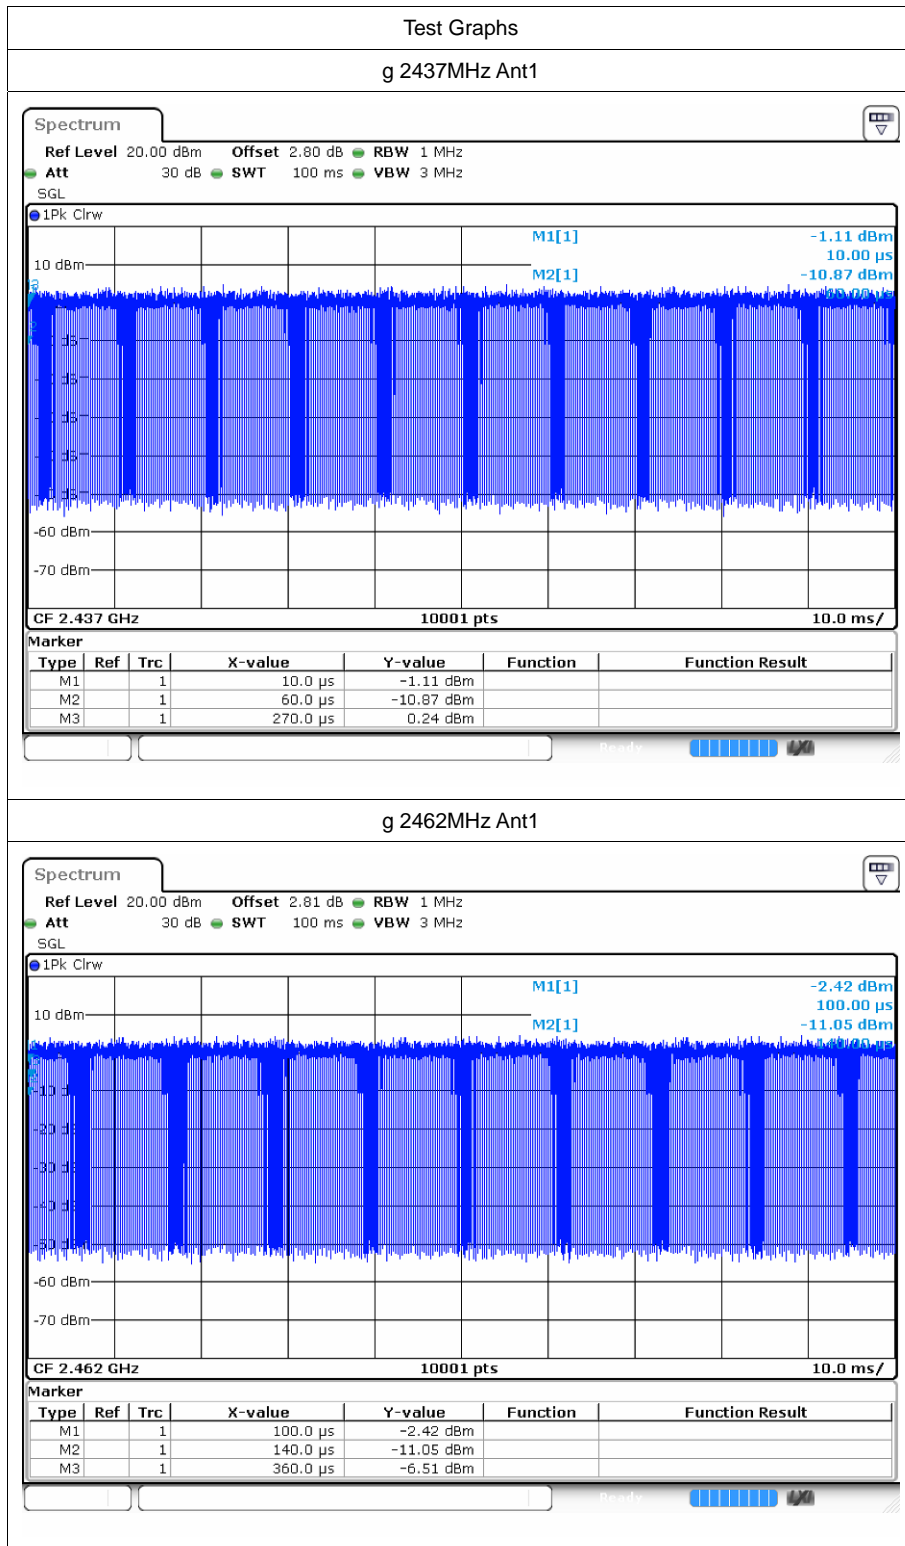 Test Graphs
g 2437MHz Ant1
Spectrum
Ref Level 20.00 dBm Offset 2.80 dB RBW 1 MHz
Att 30 dB SWT 100 ms VBW 3 MHz
SGL
1Pk Clrw
M1[1] -1.11 dBm
10.00 µs
10 dBm
M2[1] -10.87 dBm
-60 dBm
-70 dBm
CF 2.437 GHz 10001 pts 10.0 ms/
Marker
Type Ref Trc X-value Y-value Function Function Result
M1 1 10.0 µs -1.11 dBm
M2 1 60.0 µs -10.87 dBm
M3 1 270.0 µs 0.24 dBm
Ready
LXI
g 2462MHz Ant1
Spectrum
Ref Level 20.00 dBm Offset 2.81 dB RBW 1 MHz
Att 30 dB SWT 100 ms VBW 3 MHz
SGL
1Pk Clrw
M1[1] -2.42 dBm
100.00 µs
10 dBm
M2[1] -11.05 dBm
-60 dBm
-70 dBm
CF 2.462 GHz 10001 pts 10.0 ms/
Marker
Type Ref Trc X-value Y-value Function Function Result
M1 1 100.0 µs -2.42 dBm
M2 1 140.0 µs -11.05 dBm
M3 1 360.0 µs -6.51 dBm
Ready
LXI